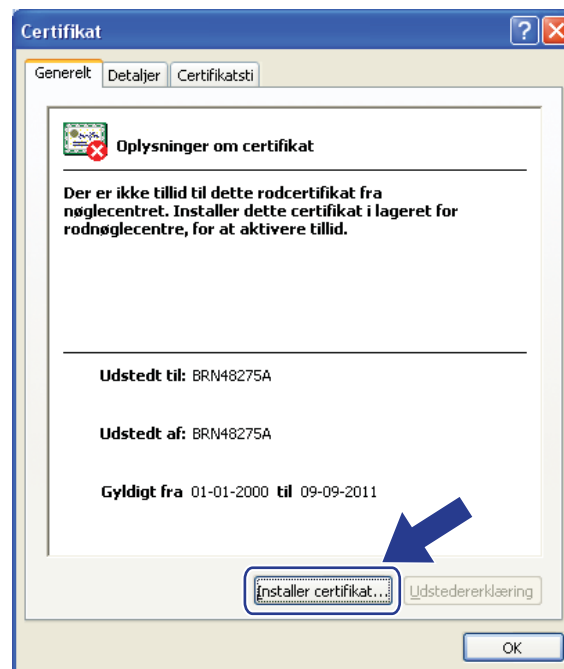 Certifikat
Generelt Detaljer Certifikatsti
Oplysninger om certifikat
Der er ikke tillid til dette rodcertifikat fra
nøglecentret. Installer dette certifikat i lageret for
rodnøglecentre, for at aktivere tillid.
Udstedt til: BRN48275A
Udstedt af: BRN48275A
Gyldigt fra 01-01-2000 til 09-09-2011
Installer certifikat... Udstedererklæring
OK